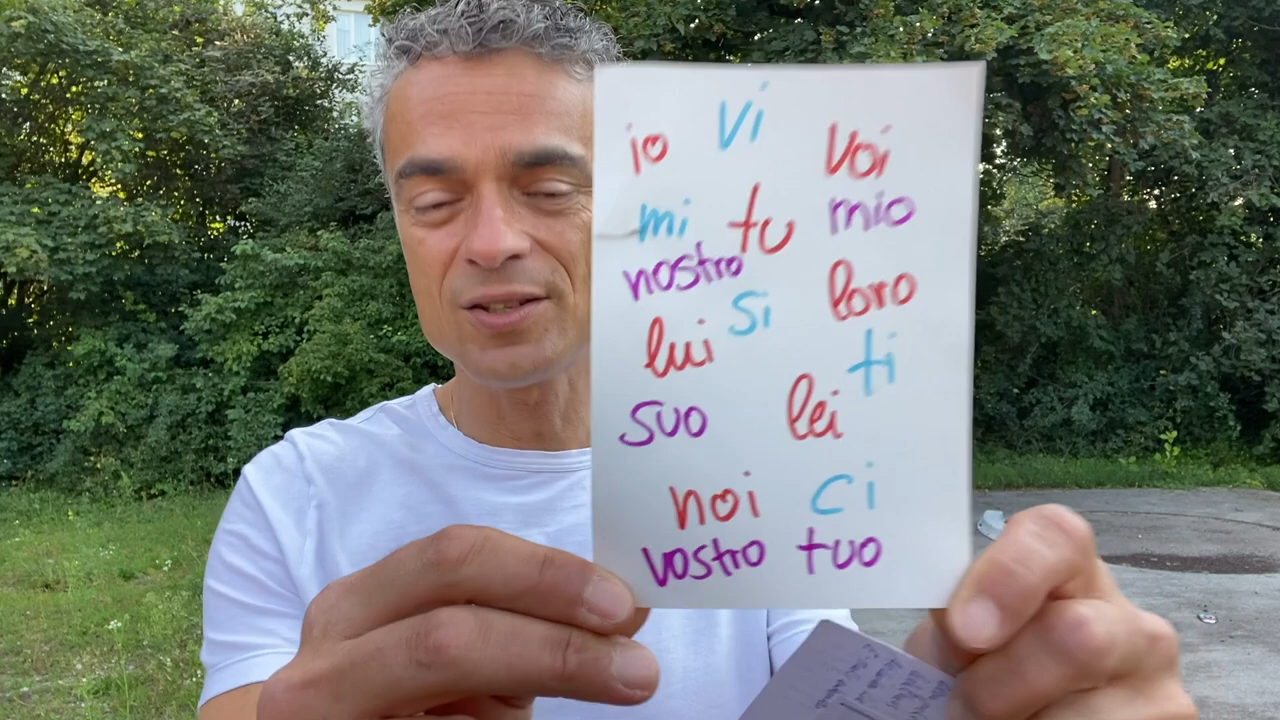 io vi voi
mi tu mio
nostro
lui si loro
ti
suo lei
noi ci
vostro tuo